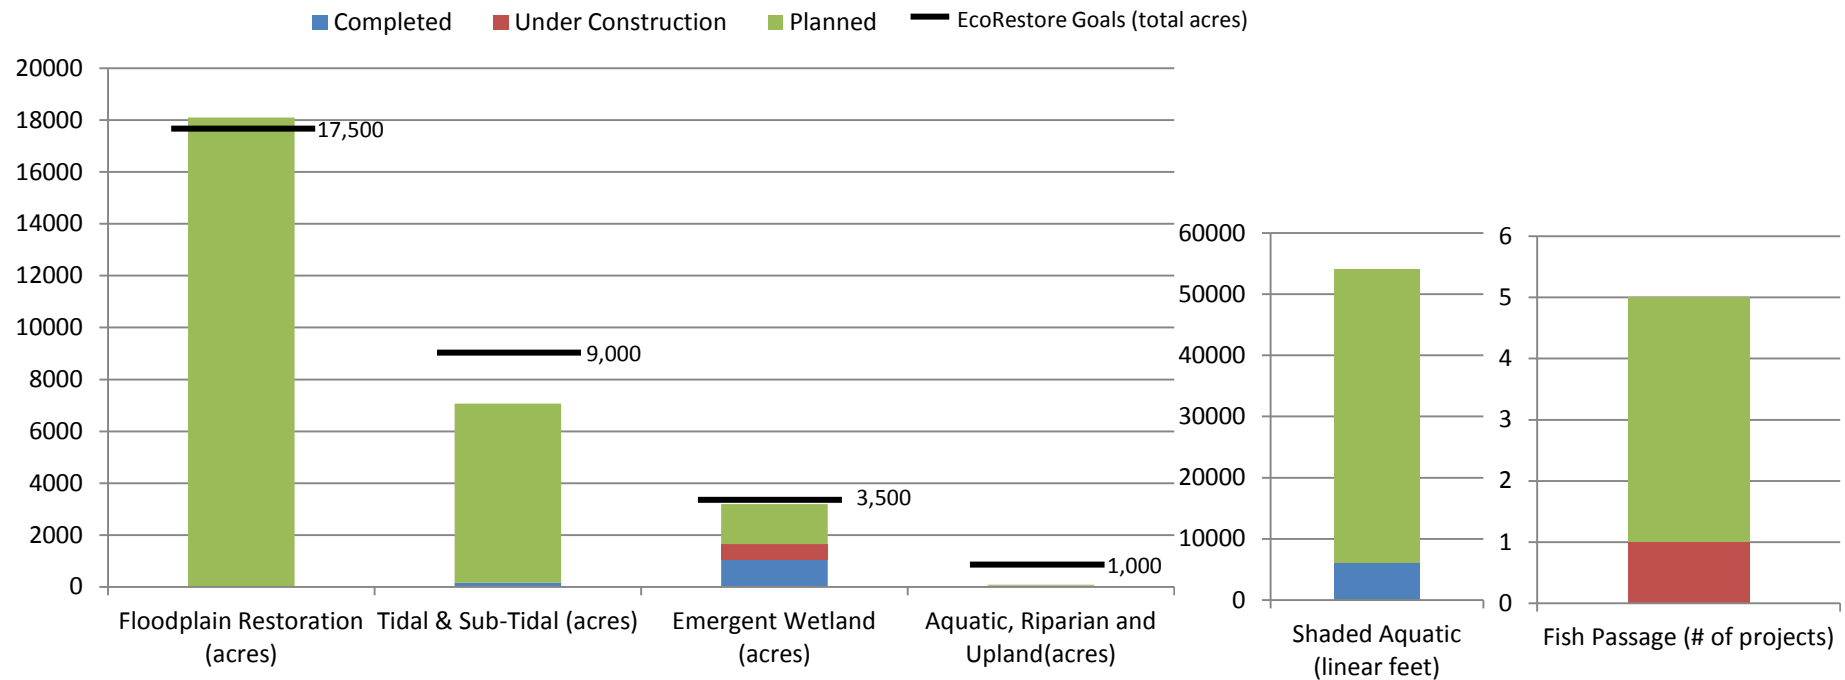 Completed Under Construction Planned EcoRestore Goals (total acres)
20000
18000
16000
14000
12000
10000
8000
6000
4000
2000
0
17,500
9,000
3,500
1,000
Floodplain Restoration
(acres)
Tidal & Sub-Tidal (acres)
Emergent Wetland
(acres)
Aquatic, Riparian and
Upland(acres)
60000
50000
40000
30000
20000
10000
0
Shaded Aquatic
(linear feet)
6
5
4
3
2
1
0
Fish Passage (# of projects)